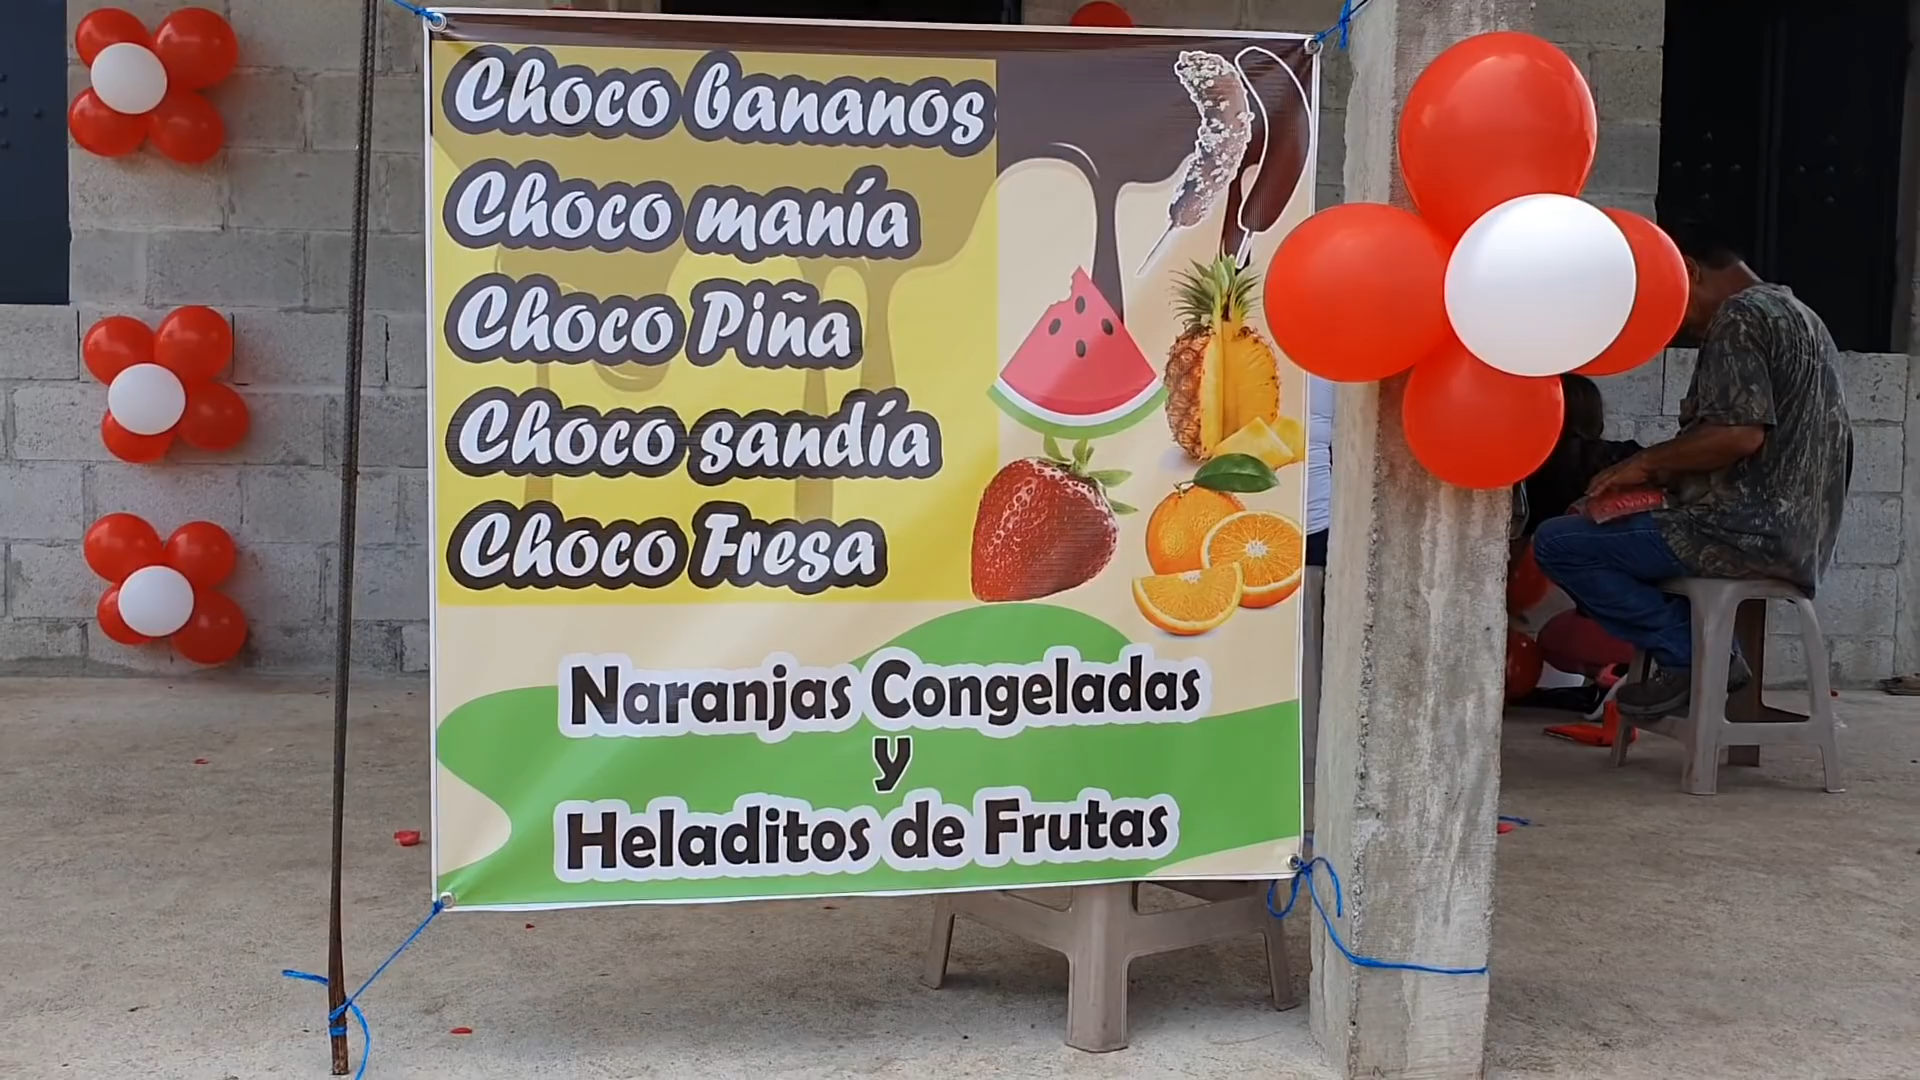 Choco bananos
Choco manía
Choco Piña
Choco sandía
Choco Fresa
Naranjas Congeladas
y
Heladitos de Frutas